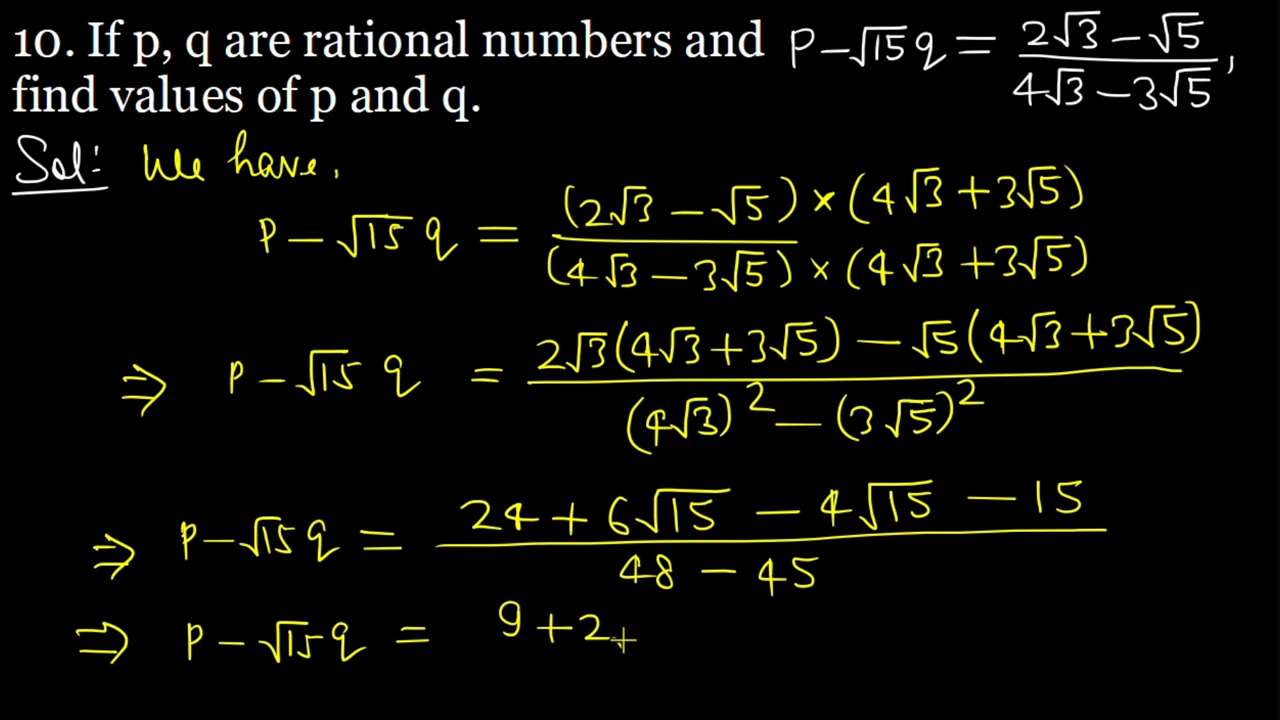 10. If p, q are rational numbers and p − √15 q = (2√3 − √5)/(4√3 − 3√5),
find values of p and q.
Sol: We have,
p − √15 q = ((2√3 − √5) × (4√3 + 3√5))/((4√3 − 3√5) × (4√3 + 3√5))
⇒ p − √15 q = (2√3(4√3 + 3√5) − √5(4√3 + 3√5))/((4√3)² − (3√5)²)
⇒ p − √15 q = (24 + 6√15 − 4√15 − 15)/(48 − 45)
⇒ p − √15 q = 9 + 2